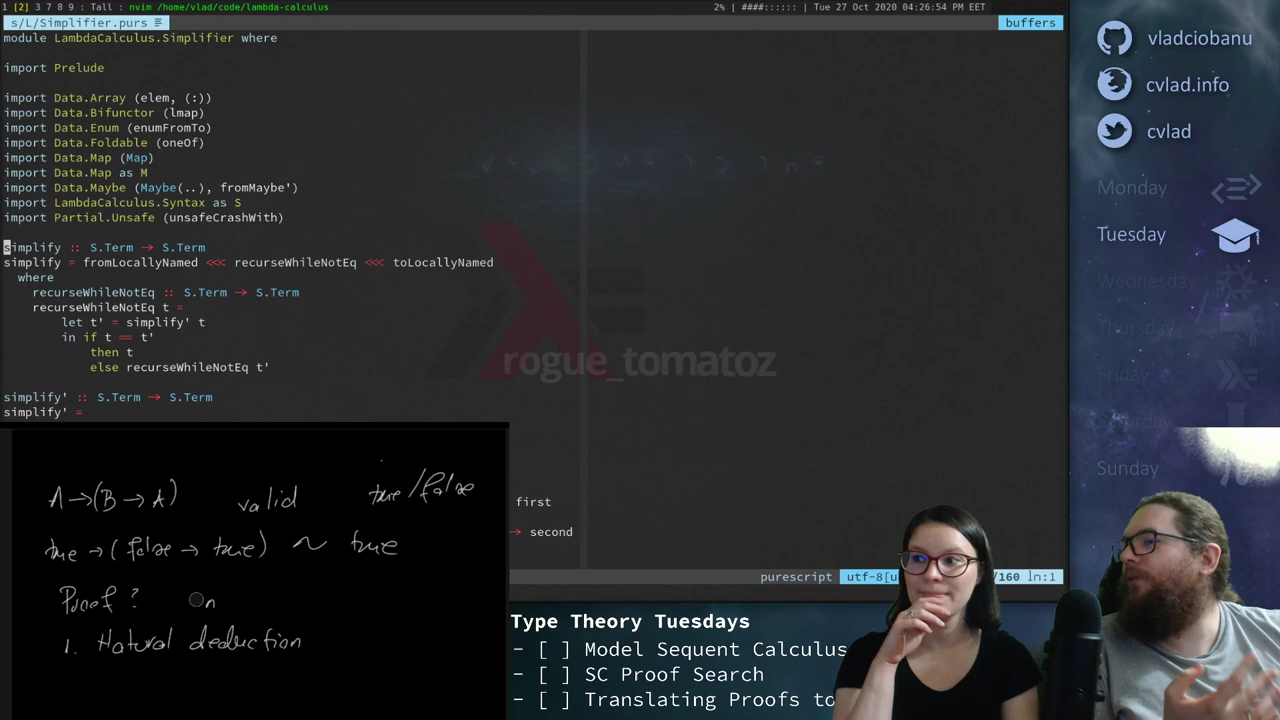 1 [2] 3 7 8 9 : Tall : nvim /home/vlad/code/lambda-calculus
2% | ####:::::: | Tue 27 Oct 2020 04:26:54 PM EET
s/L/Simplifier.purs
buffers
module LambdaCalculus.Simplifier where
import Prelude
import Data.Array (elem, (:))
import Data.Bifunctor (lmap)
import Data.Enum (enumFromTo)
import Data.Foldable (oneOf)
import Data.Map (Map)
import Data.Map as M
import Data.Maybe (Maybe(..), fromMaybe')
import LambdaCalculus.Syntax as S
import Partial.Unsafe (unsafeCrashWith)
simplify :: S.Term → S.Term
simplify = fromLocallyNamed <<< recurseWhileNotEq <<< toLocallyNamed
where
recurseWhileNotEq :: S.Term → S.Term
recurseWhileNotEq t =
let t' = simplify' t
in if t == t'
then t
else recurseWhileNotEq t'
simplify' :: S.Term → S.Term
simplify' =
first
→ second
purescript utf-8[u /160 ln:1
rogue_tomatoz
A→(B→A) valid true/false
true→(false→true) ~ true
Proof?
1. Natural deduction
Type Theory Tuesdays
- [ ] Model Sequent Calculus
- [ ] SC Proof Search
- [ ] Translating Proofs to
vladciobanu
cvlad.info
cvlad
Monday
Tuesday
Wednesday
Thursday
Friday
Sunday